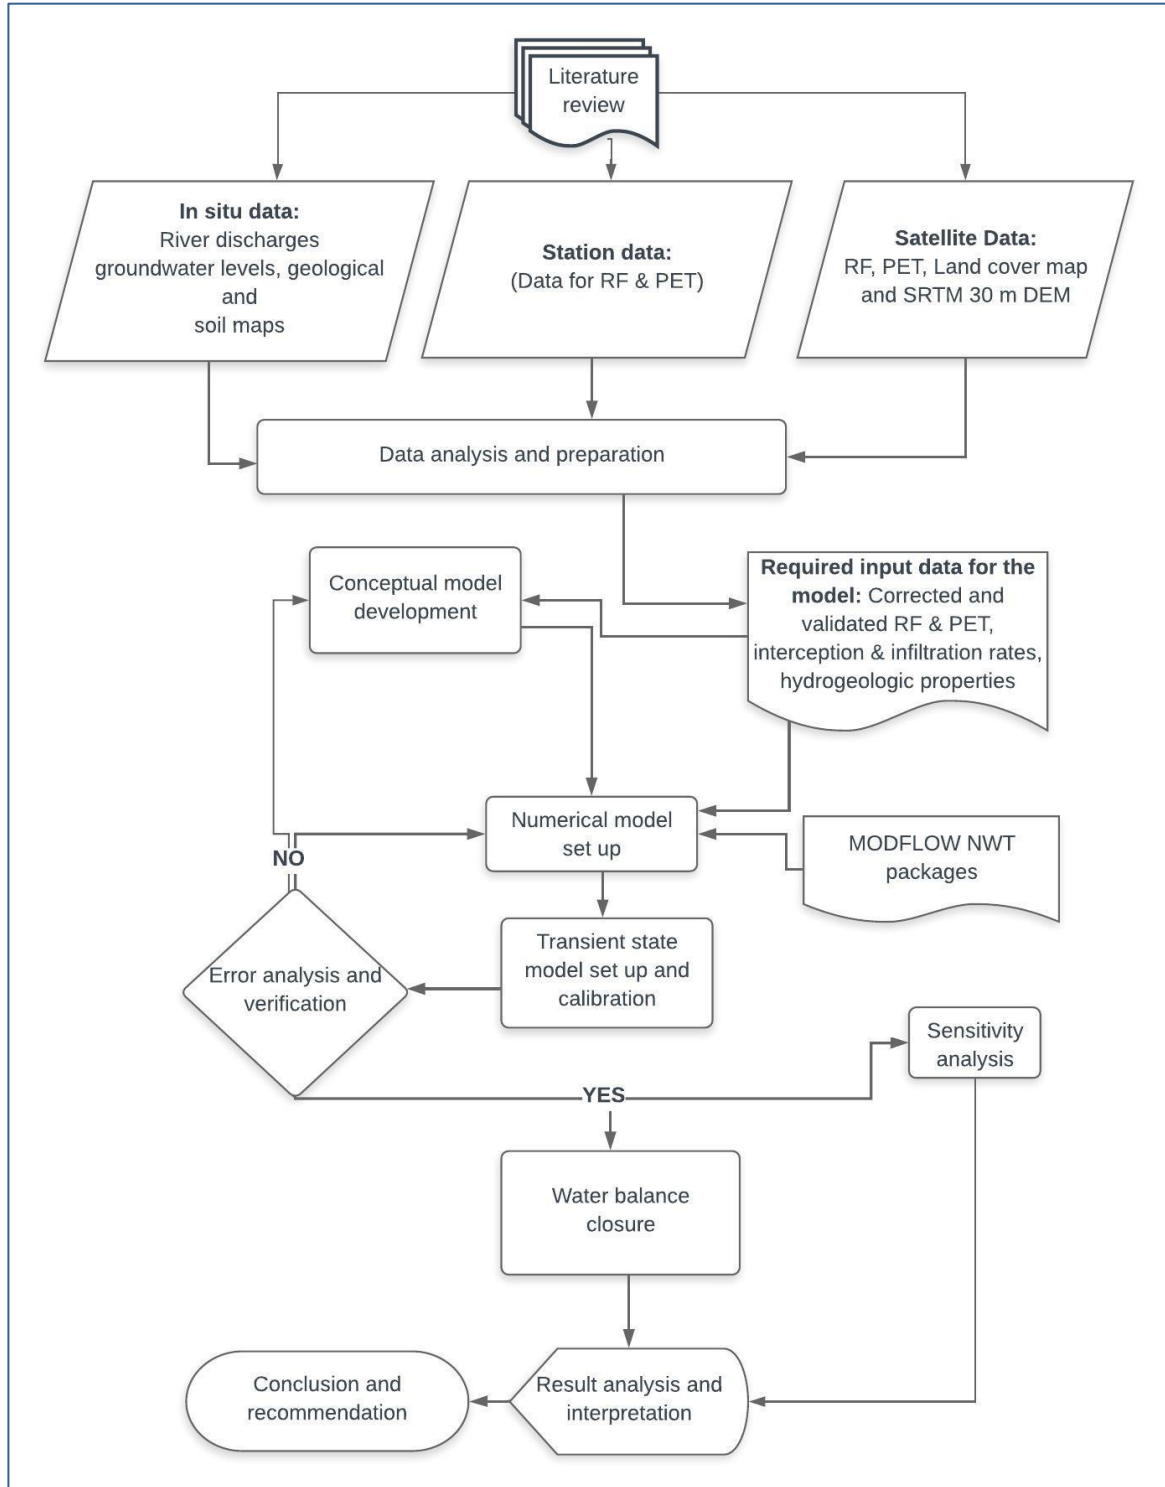 Literature
review
In situ data:
River discharges
groundwater levels, geological
and
soil maps
Station data:
(Data for RF & PET)
Satellite Data:
RF, PET, Land cover map
and SRTM 30 m DEM
Data analysis and preparation
Conceptual model
development
Required input data for the
model: Corrected and
validated RF & PET,
interception & infiltration rates,
hydrogeologic properties
Numerical model
set up
MODFLOW NWT
packages
NO
Transient state
model set up and
calibration
Error analysis and
verification
Sensitivity
analysis
YES
Water balance
closure
Result analysis and
interpretation
Conclusion and
recommendation